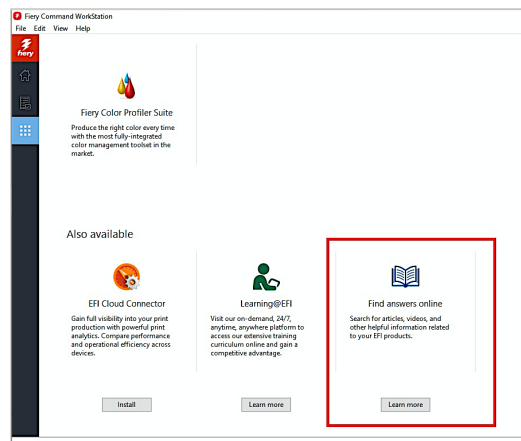 Fiery Command WorkStation
File Edit View Help
fiery
Fiery Color Profiler Suite
Produce the right color every time
with the most fully-integrated
color management toolset in the
market.
Also available
EFI Cloud Connector
Gain full visibility into your print
production with powerful print
analytics. Compare performance
and operational efficiency across
devices.
Install
Learning@EFI
Visit our on-demand, 24/7,
anytime, anywhere platform to
access our extensive training
curriculum online and gain a
competitive advantage.
Learn more
Find answers online
Search for articles, videos, and
other helpful information related
to your EFI products.
Learn more